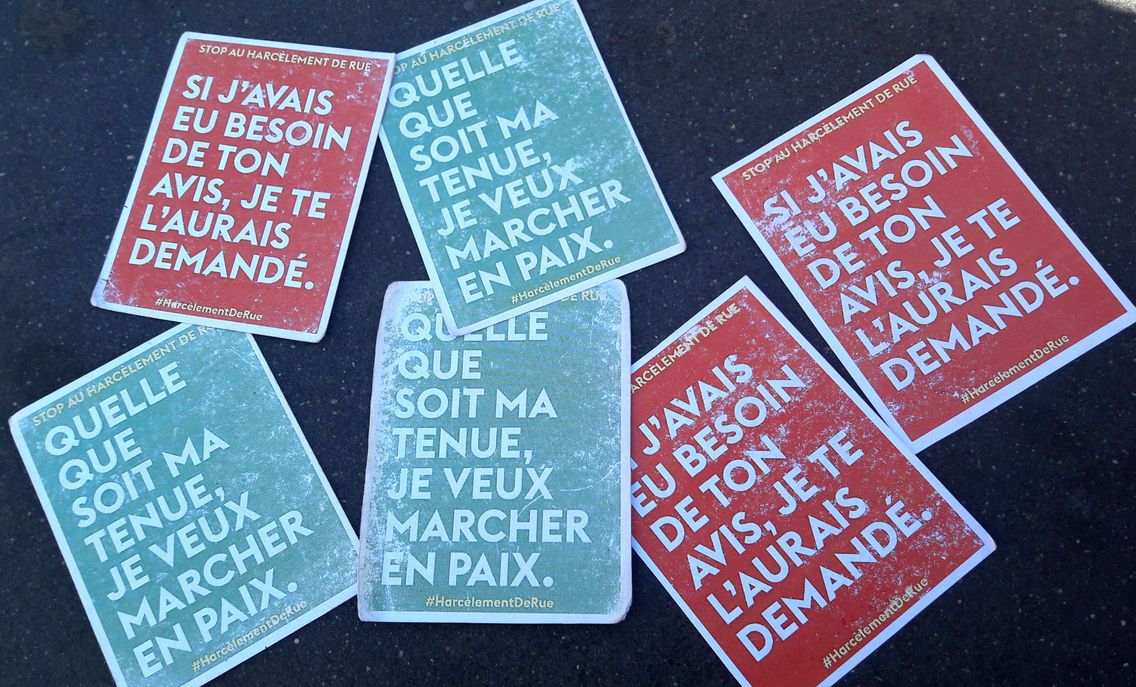 STOP AU HARCÈLEMENT DE RUE
SI J'AVAIS
EU BESOIN
DE TON
AVIS, JE TE
L'AURAIS
DEMANDÉ.
#HarcèlementDeRue
AU HARCÈLEMENT DE RUE
QUELLE
QUE
SOIT MA
TENUE,
JE VEUX
MARCHER
EN PAIX.
#HarcèlementDeRue
STOP AU HARCÈLEMENT DE RUE
SI J'AVAIS
EU BESOIN
DE TON
AVIS, JE TE
L'AURAIS
DEMANDÉ.
#HarcèlementDeRue
STOP AU HARCÈLEMENT DE RUE
QUELLE
QUE
SOIT MA
TENUE,
JE VEUX
MARCHER
EN PAIX.
#HarcèlementDeRue
DE RUE
QUELLE
QUE
SOIT MA
TENUE,
JE VEUX
MARCHER
EN PAIX.
#HarcèlementDeRue
HARCÈLEMENT DE RUE
J'AVAIS
EU BESOIN
DE TON
AVIS, JE TE
L'AURAIS
DEMANDÉ.
#HarcèlementDeRue